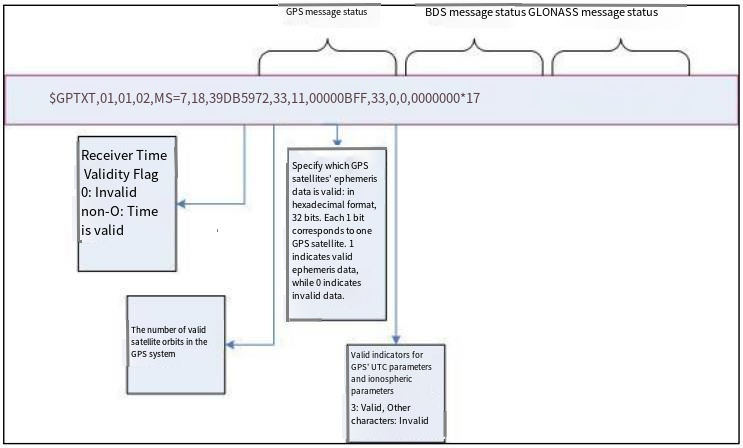 GPS message status
BDS message status GLONASS message status
$GPTXT,01,01,02,MS=7,18,39DB5972,33,11,00000BFF,33,0,0,0000000*17
Receiver Time
Validity Flag
0: Invalid
non-O: Time
is valid
Specify which GPS
satellites' ephemeris
data is valid: in
hexadecimal format,
32 bits. Each 1 bit
corresponds to one
GPS satellite. 1
indicates valid
ephemeris data,
while 0 indicates
invalid data.
The number of valid
satellite orbits in the
GPS system
Valid indicators for
GPS' UTC parameters
and ionospheric
parameters
3: Valid, Other
characters: Invalid